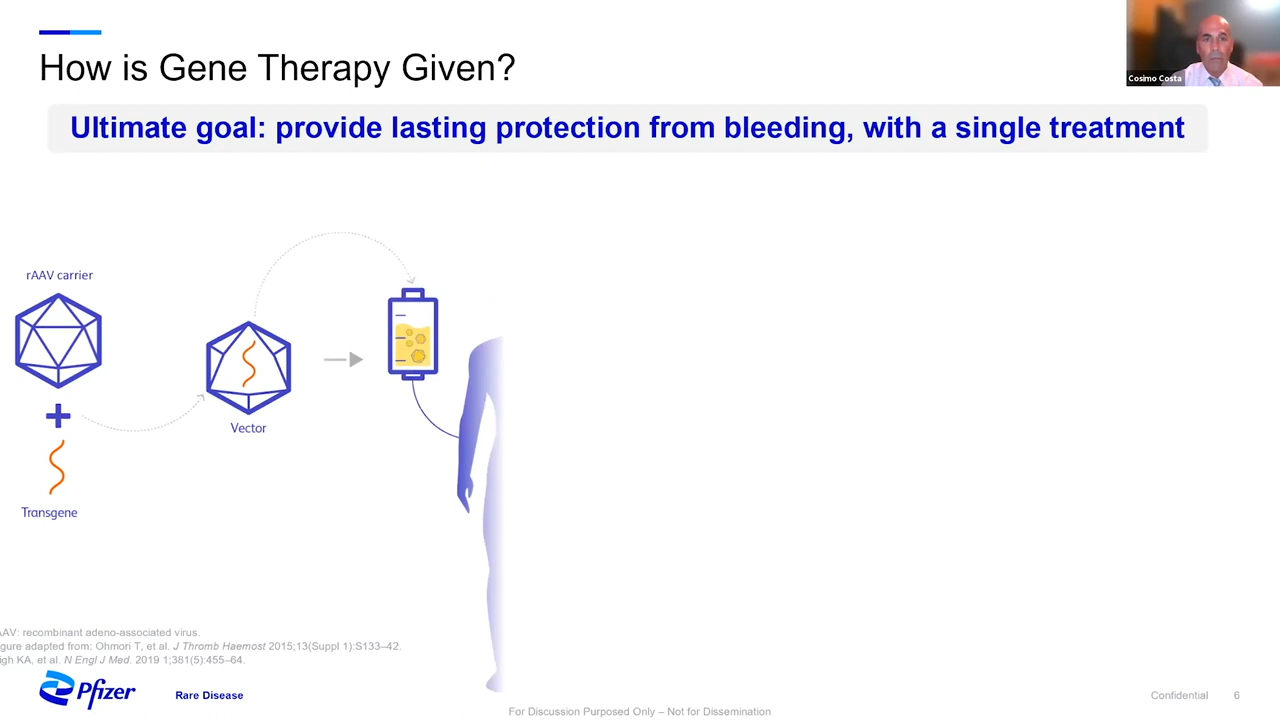 How is Gene Therapy Given?
Cosimo Costa
Ultimate goal: provide lasting protection from bleeding, with a single treatment
rAAV carrier
Vector
Transgene
AAV: recombinant adeno-associated virus.
igure adapted from: Ohmori T, et al. J Thromb Haemost 2015;13(Suppl 1):S133–42.
igh KA, et al. N Engl J Med. 2019 1;381(5):455–64.
Pfizer
Rare Disease
Confidential 6
For Discussion Purposed Only – Not for Dissemination